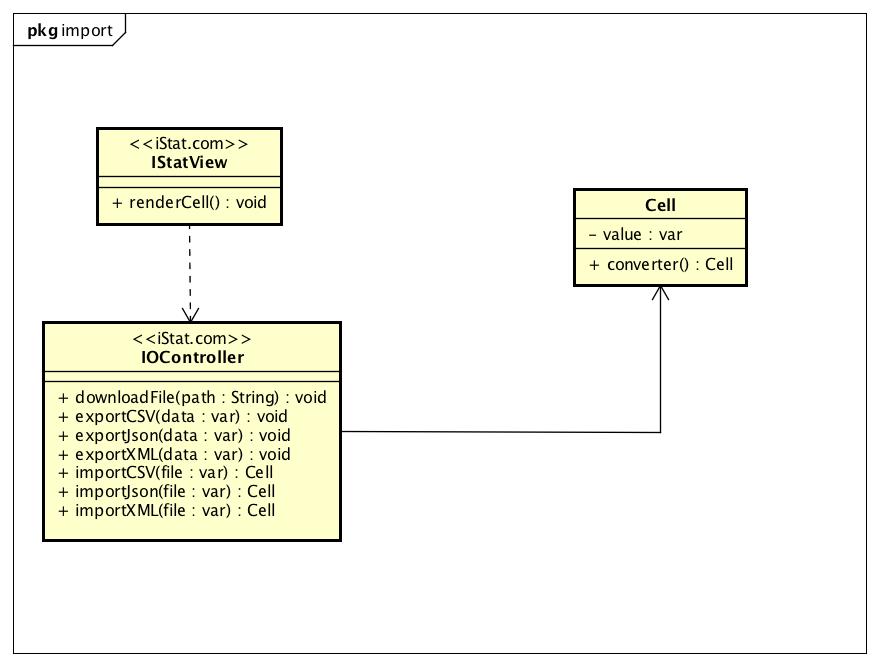 pkg import
<<iStat.com>>
IStatView
+ renderCell() : void
Cell
- value : var
+ converter() : Cell
<<iStat.com>>
IOController
+ downloadFile(path : String) : void
+ exportCSV(data : var) : void
+ exportJson(data : var) : void
+ exportXML(data : var) : void
+ importCSV(file : var) : Cell
+ importJson(file : var) : Cell
+ importXML(file : var) : Cell